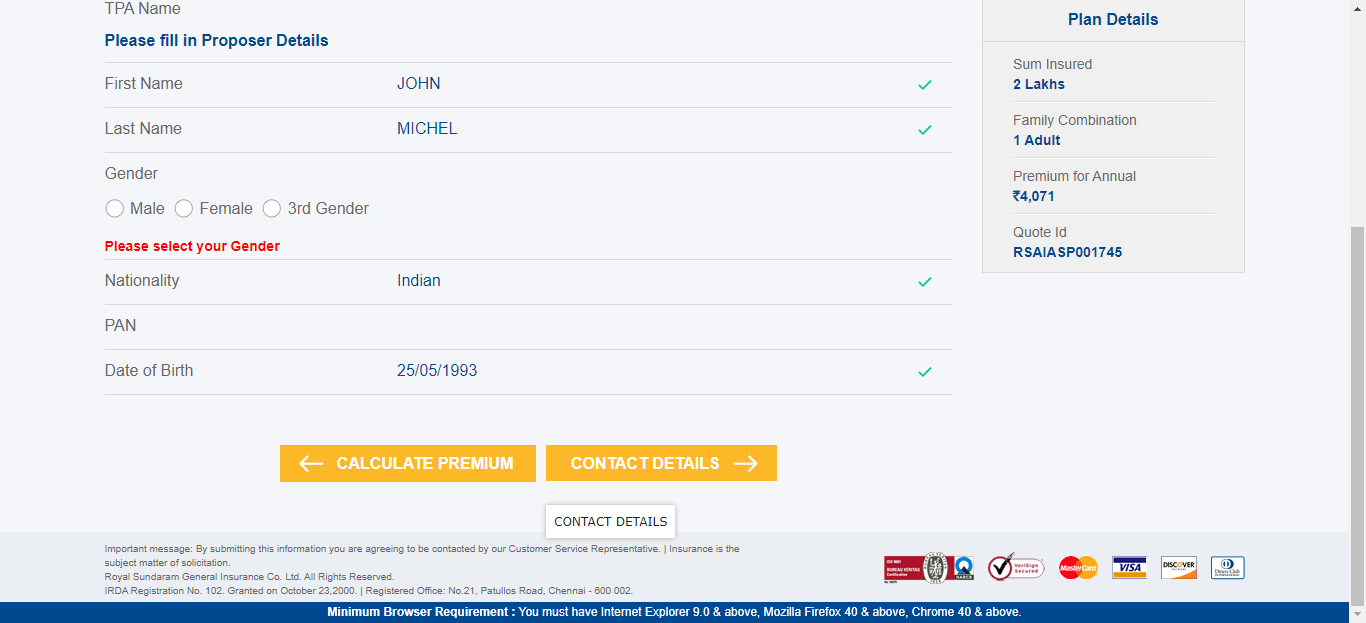 TPA Name
Please fill in Proposer Details
First Name JOHN
Last Name MICHEL
Gender
Male Female 3rd Gender
Please select your Gender
Nationality Indian
PAN
Date of Birth 25/05/1993
CALCULATE PREMIUM CONTACT DETAILS
CONTACT DETAILS
Plan Details
Sum Insured
2 Lakhs
Family Combination
1 Adult
Premium for Annual
₹4,071
Quote Id
RSAIASP001745
Important message: By submitting this information you are agreeing to be contacted by our Customer Service Representative. | Insurance is the
subject matter of solicitation.
Royal Sundaram General Insurance Co. Ltd. All Rights Reserved.
IRDA Registration No. 102. Granted on October 23,2000. | Registered Office: No.21, Patullos Road, Chennai - 600 002.
ISO 9001
BUREAU VERITAS
Certification
VeriSign
Secured
MasterCard
VISA
DISCOVER
Diners Club
INTERNATIONAL
Minimum Browser Requirement : You must have Internet Explorer 9.0 & above, Mozilla Firefox 40 & above, Chrome 40 & above.